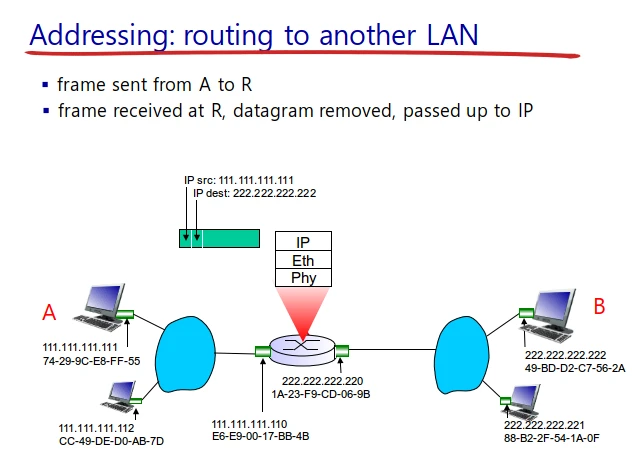 Addressing: routing to another LAN
frame sent from A to R
frame received at R, datagram removed, passed up to IP
IP src: 111.111.111.111
IP dest: 222.222.222.222
IP
Eth
Phy
A
B
111.111.111.111
74-29-9C-E8-FF-55
222.222.222.222
49-BD-D2-C7-56-2A
222.222.222.220
1A-23-F9-CD-06-9B
111.111.111.112
CC-49-DE-D0-AB-7D
111.111.111.110
E6-E9-00-17-BB-4B
222.222.222.221
88-B2-2F-54-1A-0F